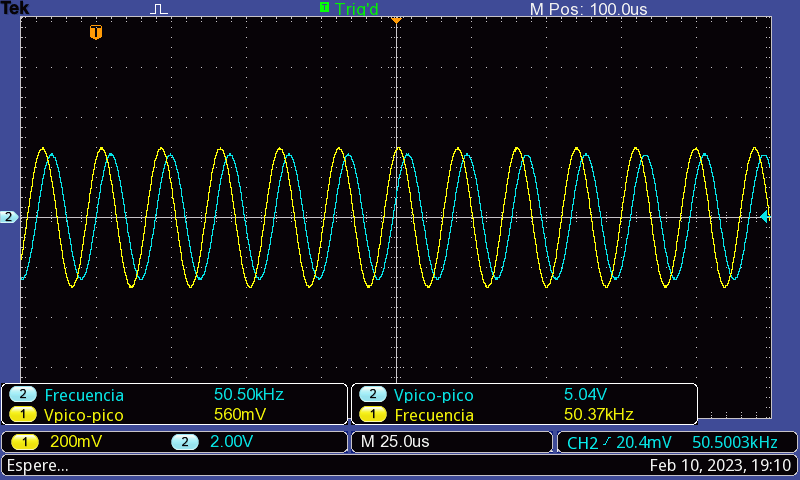 Tek T Trig'd M Pos: 100.0us
T
2
2 Frecuencia 50.50kHz 2 Vpico-pico 5.04V
1 Vpico-pico 560mV 1 Frecuencia 50.37kHz
1 200mV 2 2.00V M 25.0us CH2 20.4mV 50.5003kHz
Espere... Feb 10, 2023, 19:10